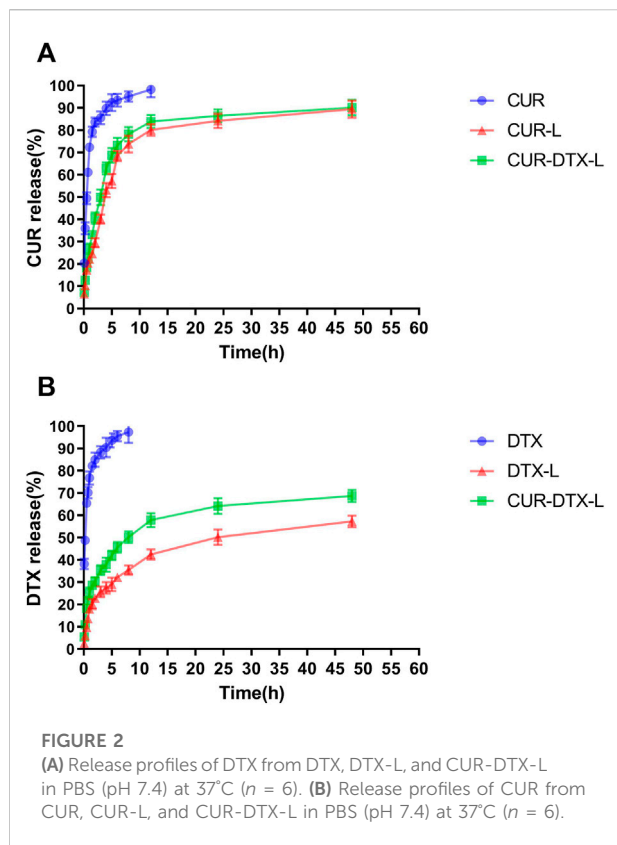 A
100
90
80
70
60
50
40
30
20
10
0
CUR release(%)
0 5 10 15 20 25 30 35 40 45 50 55 60
Time(h)
CUR
CUR-L
CUR-DTX-L
B
100
90
80
70
60
50
40
30
20
10
0
DTX release(%)
0 5 10 15 20 25 30 35 40 45 50 55 60
Time(h)
DTX
DTX-L
CUR-DTX-L
FIGURE 2
(A) Release profiles of DTX from DTX, DTX-L, and CUR-DTX-L
in PBS (pH 7.4) at 37°C (n = 6). (B) Release profiles of CUR from
CUR, CUR-L, and CUR-DTX-L in PBS (pH 7.4) at 37°C (n = 6).